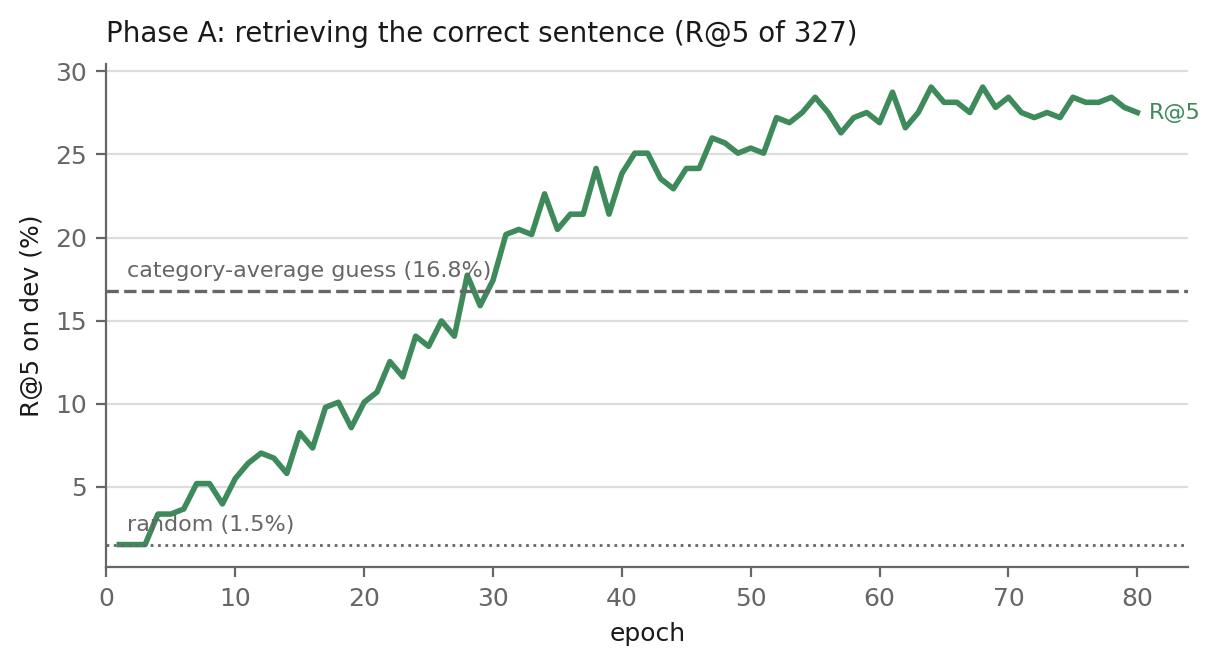 Phase A: retrieving the correct sentence (R@5 of 327)
R@5 on dev (%)
30
25
20
15
10
5
category-average guess (16.8%)
random (1.5%)
R@5
0 10 20 30 40 50 60 70 80
epoch